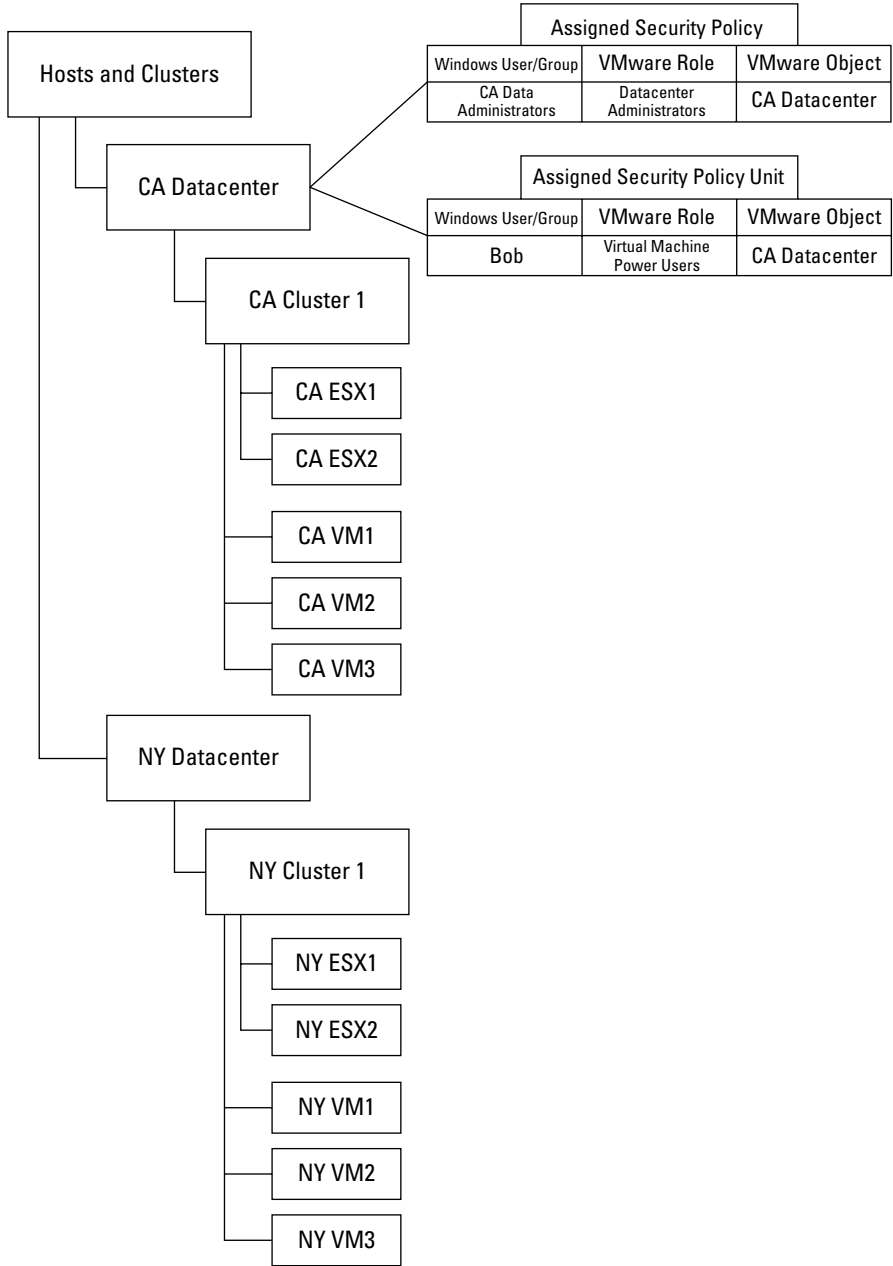 Hosts and Clusters
Assigned Security Policy
Windows User/Group VMware Role VMware Object
CA Data
Administrators
Datacenter
Administrators
CA Datacenter
CA Datacenter
Assigned Security Policy Unit
Windows User/Group VMware Role VMware Object
Bob
Virtual Machine
Power Users
CA Datacenter
CA Cluster 1
CA ESX1
CA ESX2
CA VM1
CA VM2
CA VM3
NY Datacenter
NY Cluster 1
NY ESX1
NY ESX2
NY VM1
NY VM2
NY VM3